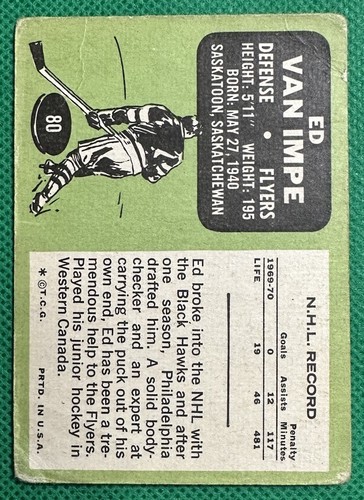 ED
VAN IMPE
DEFENSE • FLYERS
HEIGHT: 5'11" WEIGHT: 195
BORN: MAY 27, 1940
SASKATOON, SASKATCHEWAN
80
N.H.L. RECORD
Goals Assists Penalty Minutes
1969-70 0 12 117
LIFE 19 46 481
Ed broke into the NHL with
the Black Hawks and after
one season, Philadelphia
drafted him. A solid body-
checker and an expert at
carrying the puck out of his
own end, Ed has been a tre-
mendous help to the Flyers.
Played his junior hockey in
Western Canada.
*© T.C.G. PRTD. IN U.S.A.